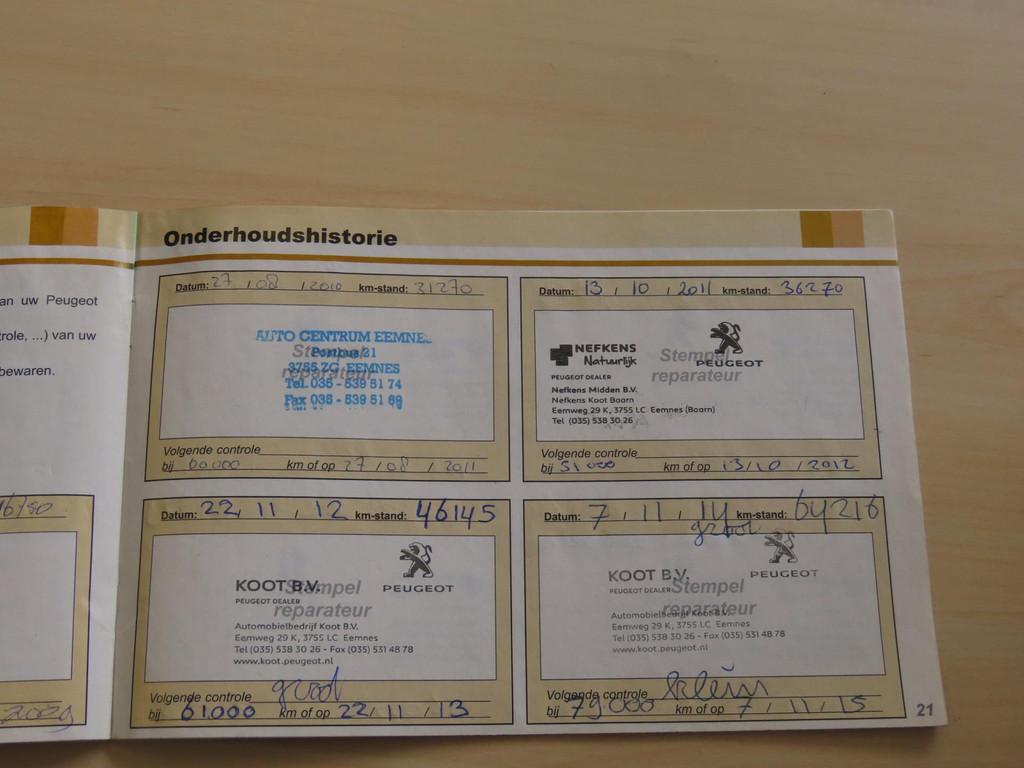 an uw Peugeot
role, ...) van uw
bewaren.
Onderhoudshistorie
Datum: 27 / 08 / 2010 km-stand: 31270
AUTO CENTRUM EEMNE
Postbus 21
3755 ZG EEMNES
Tel. 035 - 539 51 74
Fax 035 - 539 51 69
Stempel
reparateur
Volgende controle
bij 60.000 km of op 27 / 08 / 2011
Datum: 13 / 10 / 2011 km-stand: 36270
NEFKENS
Natuurlijk
PEUGEOT DEALER
PEUGEOT
Stempel
reparateur
Nefkens Midden B.V.
Nefkens Koot Baarn
Eemweg 29 K, 3755 LC Eemnes (Baarn)
Tel (035) 538 30 26
Volgende controle
bij 51000 km of op 13/10 / 2012
Datum: 22, 11 , 12 km-stand: 46145
KOOT B.V.
PEUGEOT DEALER
PEUGEOT
Stempel
reparateur
Automobielbedrijf Koot B.V.
Eemweg 29 K, 3755 LC Eemnes
Tel (035) 538 30 26 - Fax (035) 531 48 78
www.koot.peugeot.nl
Volgende controle groot
bij 61.000 km of op 22 / 11 / 13
Datum: 7 / 11 / 14 km-stand: 64216
groot
KOOT B.V.
PEUGEOT DEALER
PEUGEOT
Stempel
reparateur
Automobielbedrijf Koot B.V.
Eemweg 29 K, 3755 LC Eemnes
Tel (035) 538 30 26 - Fax (035) 531 48 78
www.koot.peugeot.nl
Volgende controle klein
bij 79000 km of op 7 / 11 / 15
21